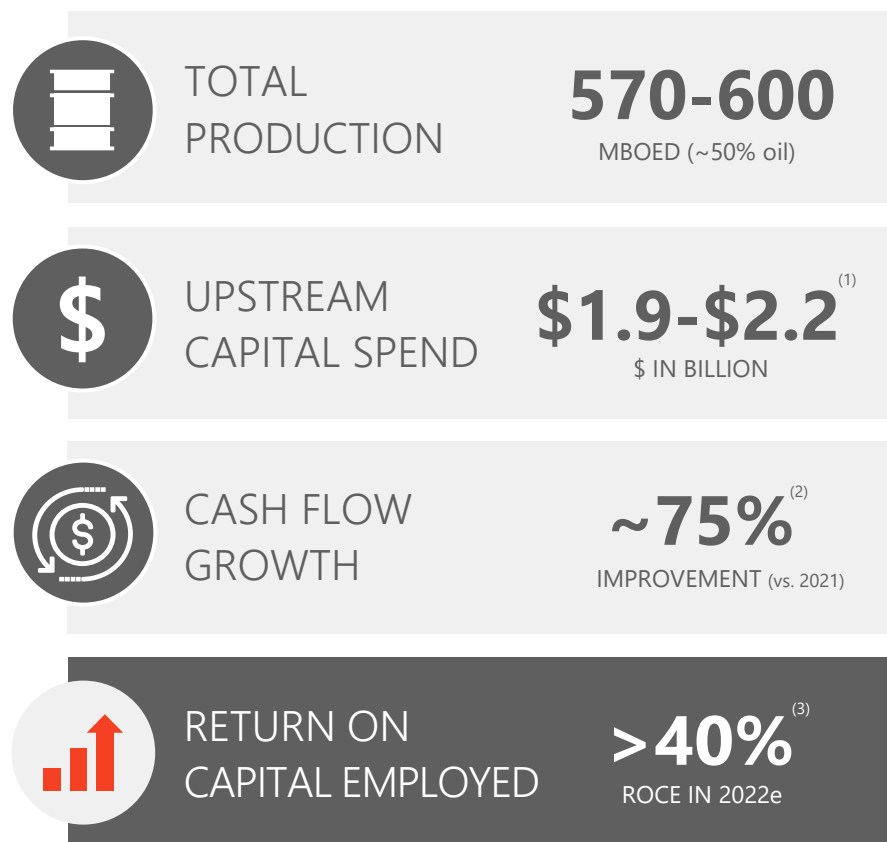 TOTAL
PRODUCTION
570-600
MBOED (~50% oil)
$
UPSTREAM
CAPITAL SPEND
$1.9-$2.2(1)
$ IN BILLION
$
CASH FLOW
GROWTH
~75%(2)
IMPROVEMENT (vs. 2021)
RETURN ON
CAPITAL EMPLOYED
>40%(3)
ROCE IN 2022e